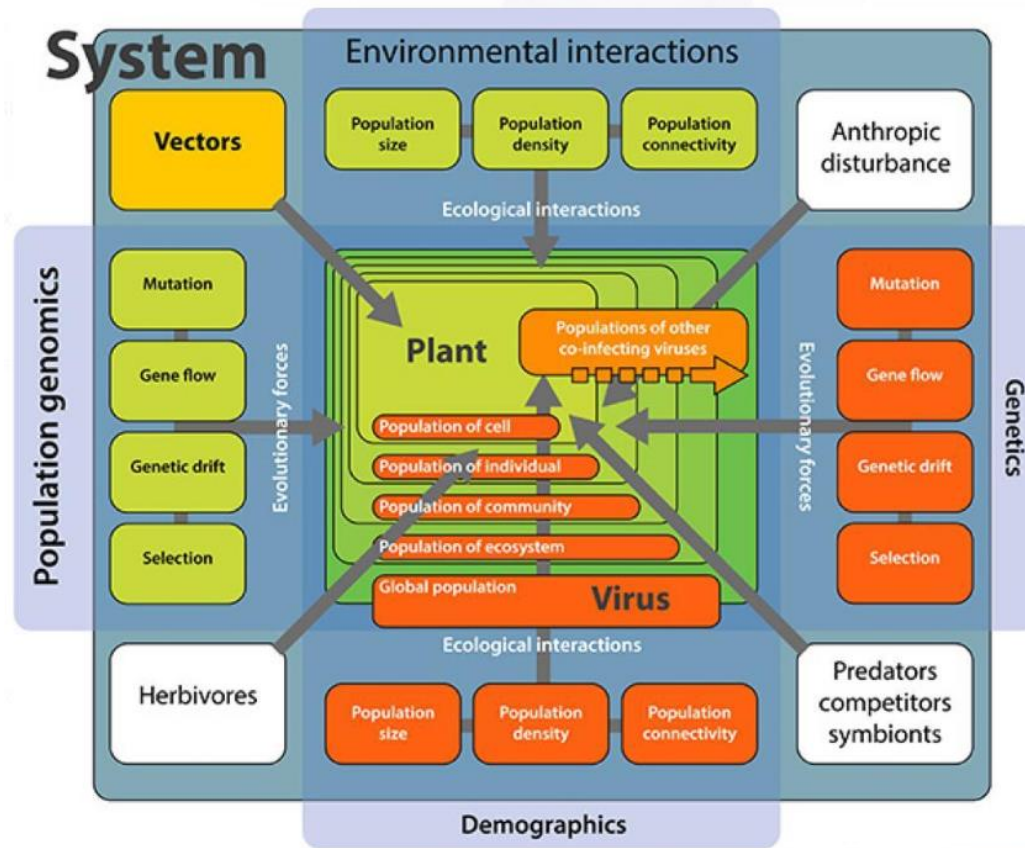 System
Environmental interactions
Vectors
Population
size
Population
density
Population
connectivity
Anthropic
disturbance
Ecological interactions
Population genomics
Mutation
Gene flow
Genetic drift
Selection
Evolutionary forces
Plant
Populations of other
co-infecting viruses
Population of cell
Population of individual
Population of community
Population of ecosystem
Global population
Virus
Evolutionary forces
Mutation
Gene flow
Genetic drift
Selection
Genetics
Ecological interactions
Herbivores
Population
size
Population
density
Population
connectivity
Predators
competitors
symbionts
Demographics